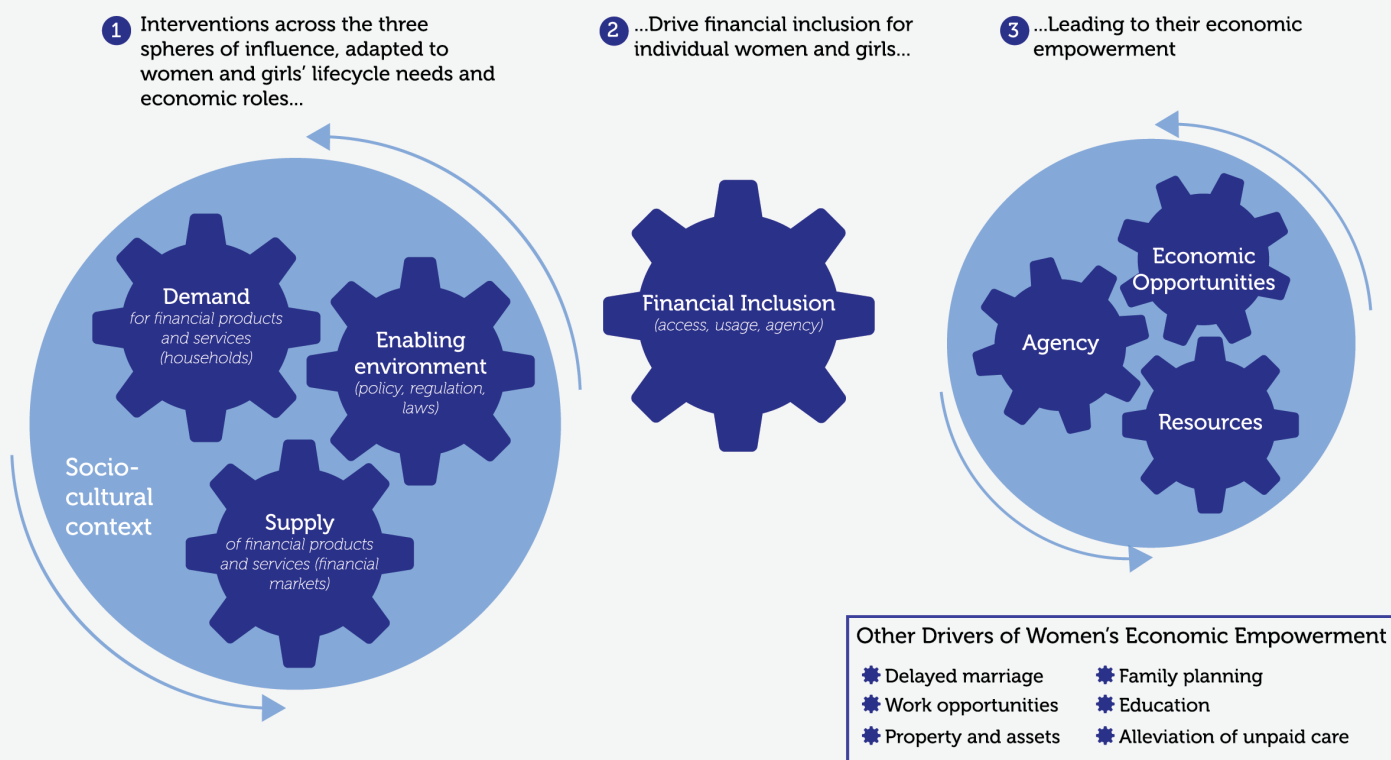 1 Interventions across the three
spheres of influence, adapted to
women and girls’ lifecycle needs and
economic roles...
2 ...Drive financial inclusion for
individual women and girls...
3 ...Leading to their economic
empowerment
Demand
for financial products
and services
(households)
Enabling
environment
(policy, regulation,
laws)
Supply
of financial products
and services (financial
markets)
Socio-
cultural
context
Financial Inclusion
(access, usage, agency)
Economic
Opportunities
Agency
Resources
Other Drivers of Women’s Economic Empowerment
Delayed marriage
Work opportunities
Property and assets
Family planning
Education
Alleviation of unpaid care